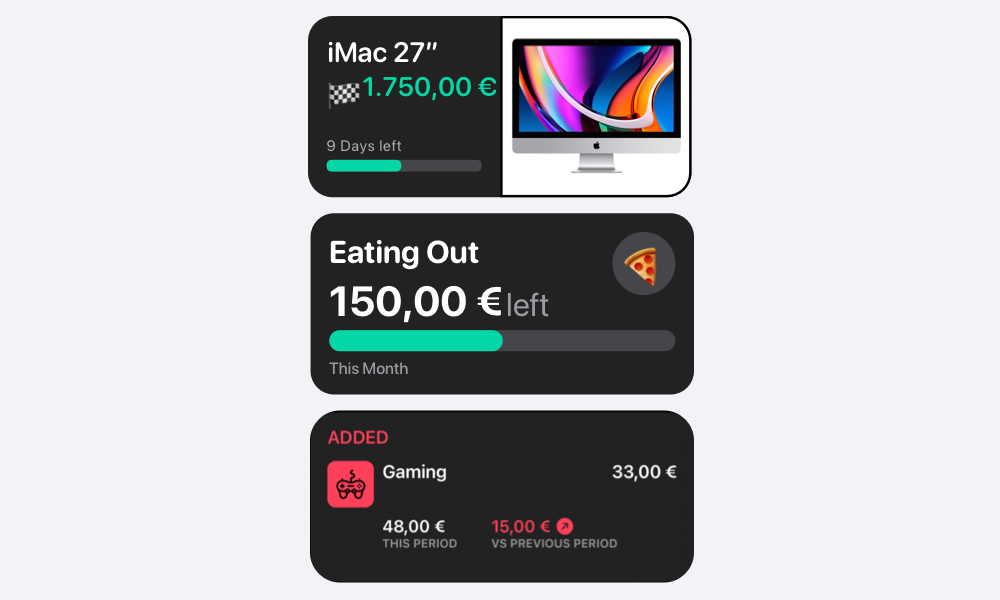 iMac 27”
1.750,00 €
9 Days left
Eating Out
150,00 € left
This Month
ADDED
Gaming
33,00 €
48,00 €
15,00 €
THIS PERIOD
VS PREVIOUS PERIOD